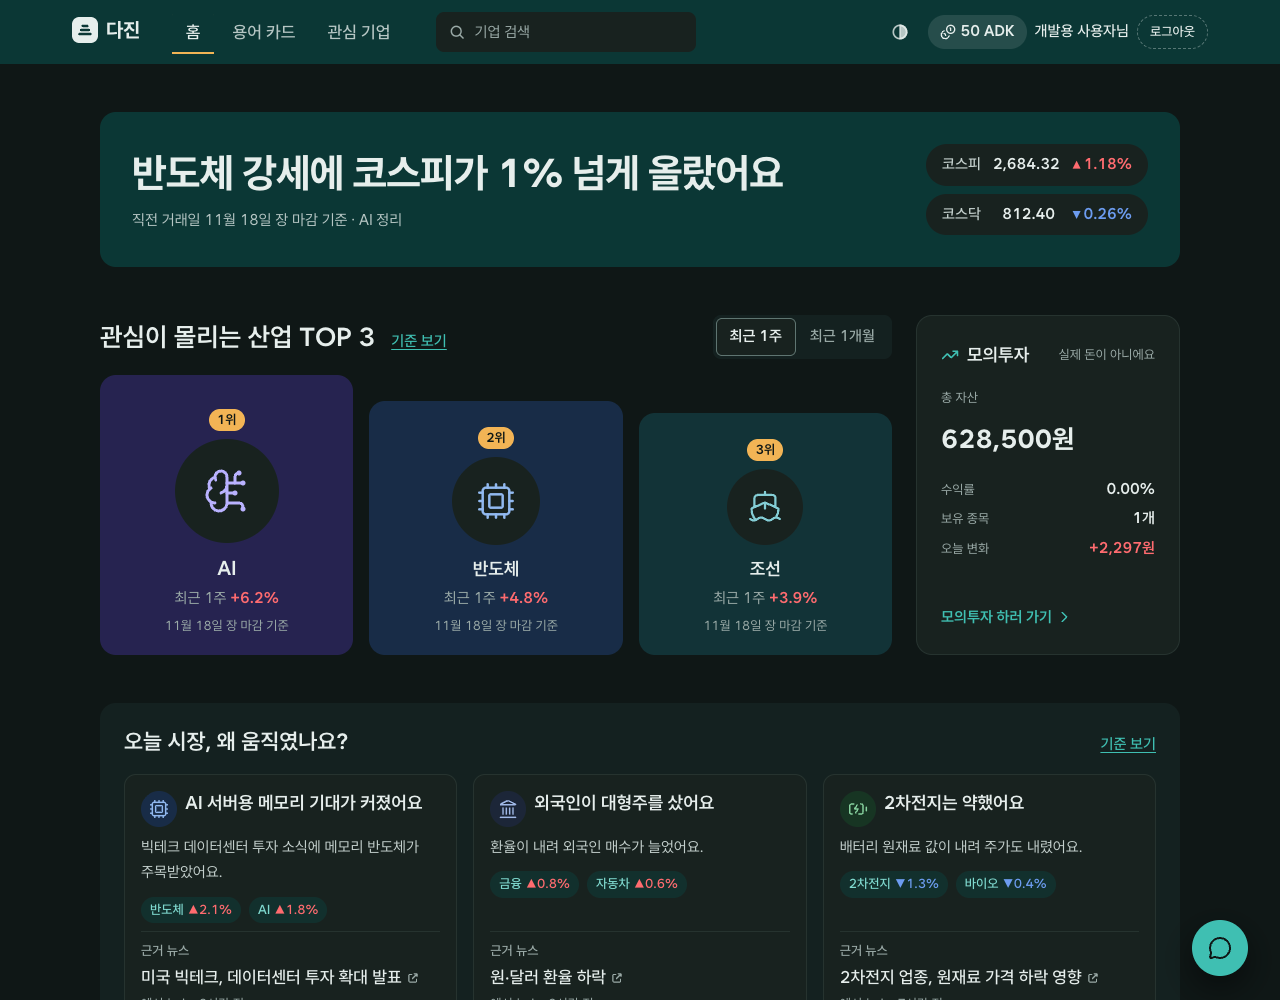 다진
홈
용어 카드
관심 기업
기업 검색
50 ADK
개발용 사용자님
로그아웃
반도체 강세에 코스피가 1% 넘게 올랐어요
직전 거래일 11월 18일 장 마감 기준 · AI 정리
코스피 2,684.32 ▲1.18%
코스닥 812.40 ▼0.26%
관심이 몰리는 산업 TOP 3
기준 보기
최근 1주
최근 1개월
1위
AI
최근 1주 +6.2%
11월 18일 장 마감 기준
2위
반도체
최근 1주 +4.8%
11월 18일 장 마감 기준
3위
조선
최근 1주 +3.9%
11월 18일 장 마감 기준
모의투자
실제 돈이 아니에요
총 자산
628,500원
수익률 0.00%
보유 종목 1개
오늘 변화 +2,297원
모의투자 하러 가기
오늘 시장, 왜 움직였나요?
기준 보기
AI 서버용 메모리 기대가 커졌어요
빅테크 데이터센터 투자 소식에 메모리 반도체가
주목받았어요.
반도체 ▲2.1%
AI ▲1.8%
근거 뉴스
미국 빅테크, 데이터센터 투자 확대 발표
외국인이 대형주를 샀어요
환율이 내려 외국인 매수가 늘었어요.
금융 ▲0.8%
자동차 ▲0.6%
근거 뉴스
원·달러 환율 하락
2차전지는 약했어요
배터리 원재료 값이 내려 주가도 내렸어요.
2차전지 ▼1.3%
바이오 ▼0.4%
근거 뉴스
2차전지 업종, 원재료 가격 하락 영향